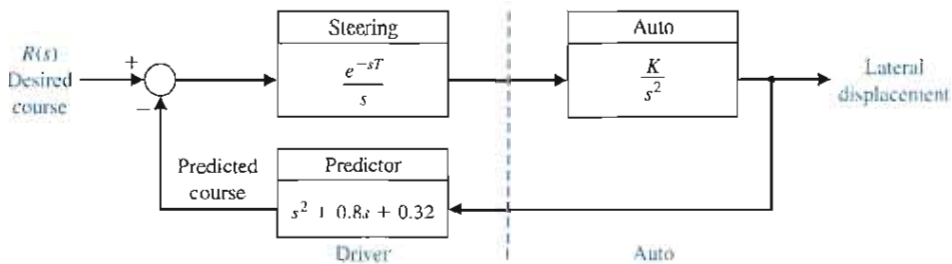 Steering
Auto
R(s)
Desired
course
+
−
e^{-sT}
s
K
s^2
Lateral
displacement
Predicted
course
Predictor
s^2 + 0.8s + 0.32
Driver
Auto